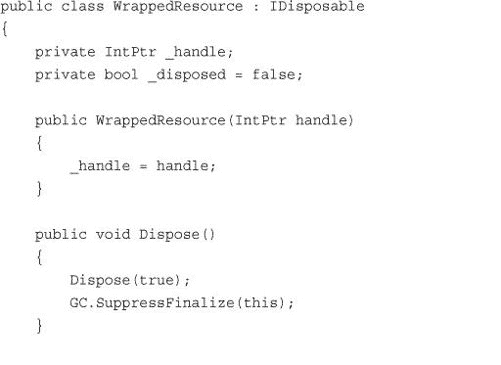 public class WrappedResource : IDisposable
{
    private IntPtr _handle;
    private bool _disposed = false;

    public WrappedResource(IntPtr handle)
    {
        _handle = handle;
    }

    public void Dispose()
    {
        Dispose(true);
        GC.SuppressFinalize(this);
    }